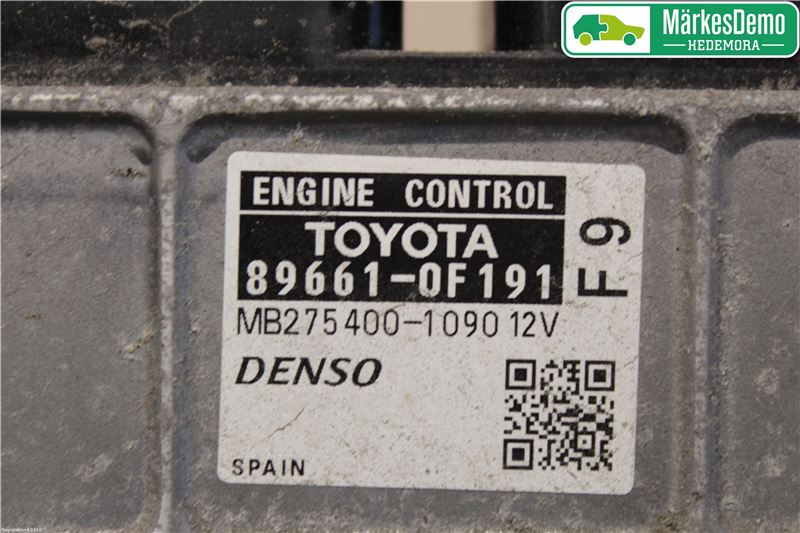 MärkesDemo
HEDEMORA
ENGINE CONTROL
TOYOTA
89661-0F191
F9
MB275400-1090 12V
DENSO
SPAIN